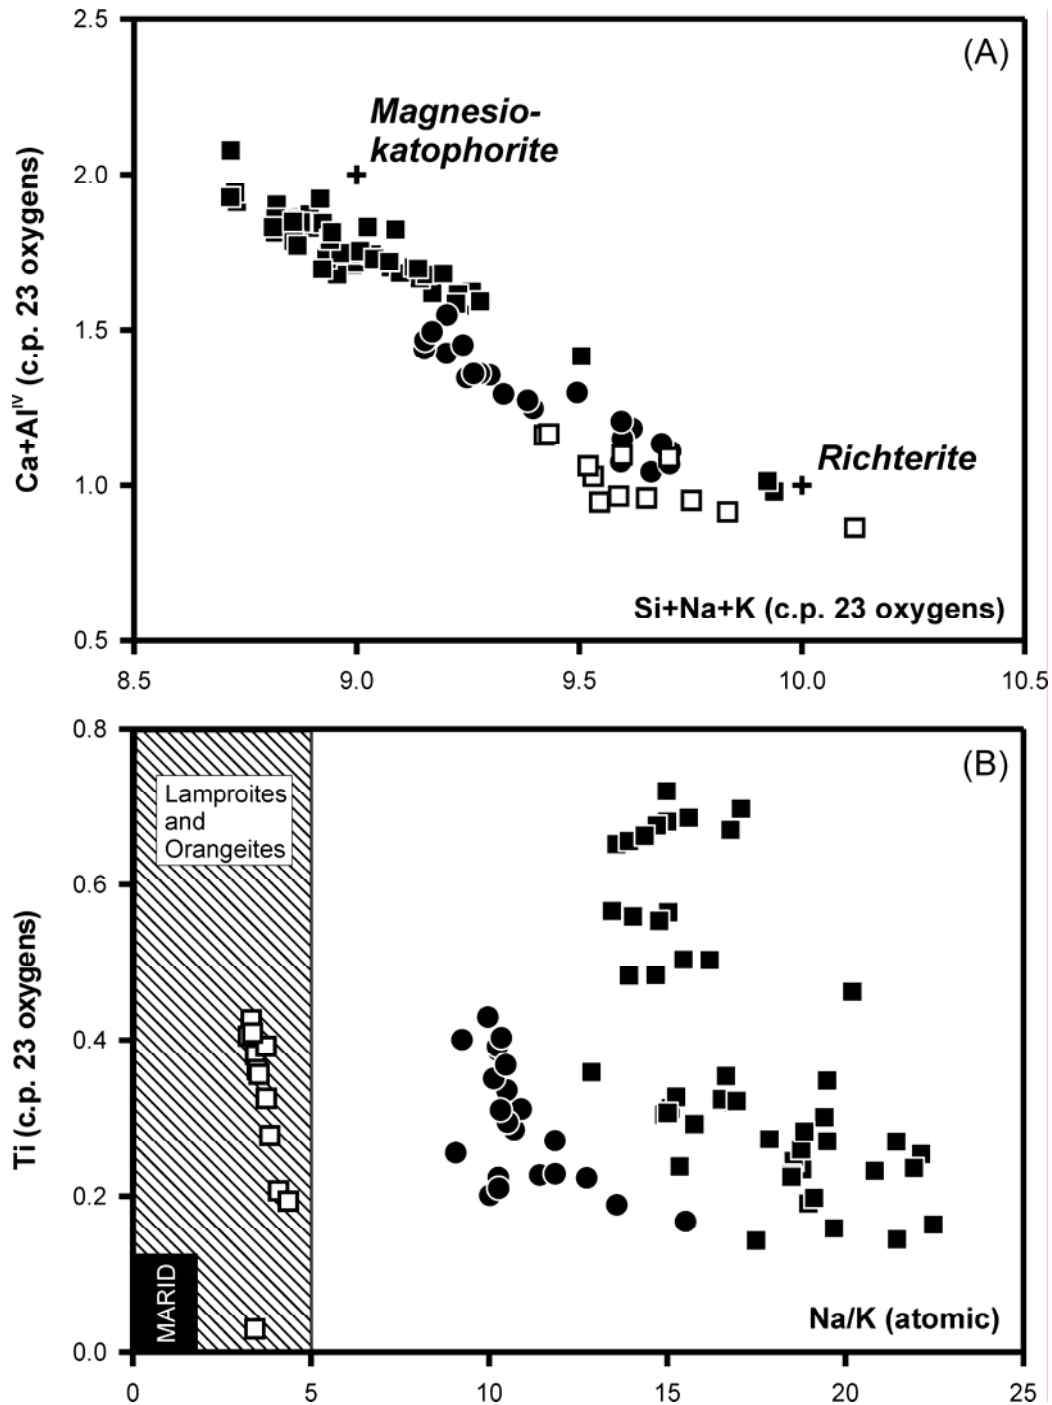 2.5
(A)
Magnesio-
katophorite
2.0
1.5
Richterite
1.0
Si+Na+K (c.p. 23 oxygens)
0.5
8.5 9.0 9.5 10.0 10.5
Ca+Alᴵⱽ (c.p. 23 oxygens)
0.8
(B)
Lamproites
and
Orangeites
0.6
0.4
0.2
MARID
Na/K (atomic)
0.0
0 5 10 15 20 25
Ti (c.p. 23 oxygens)